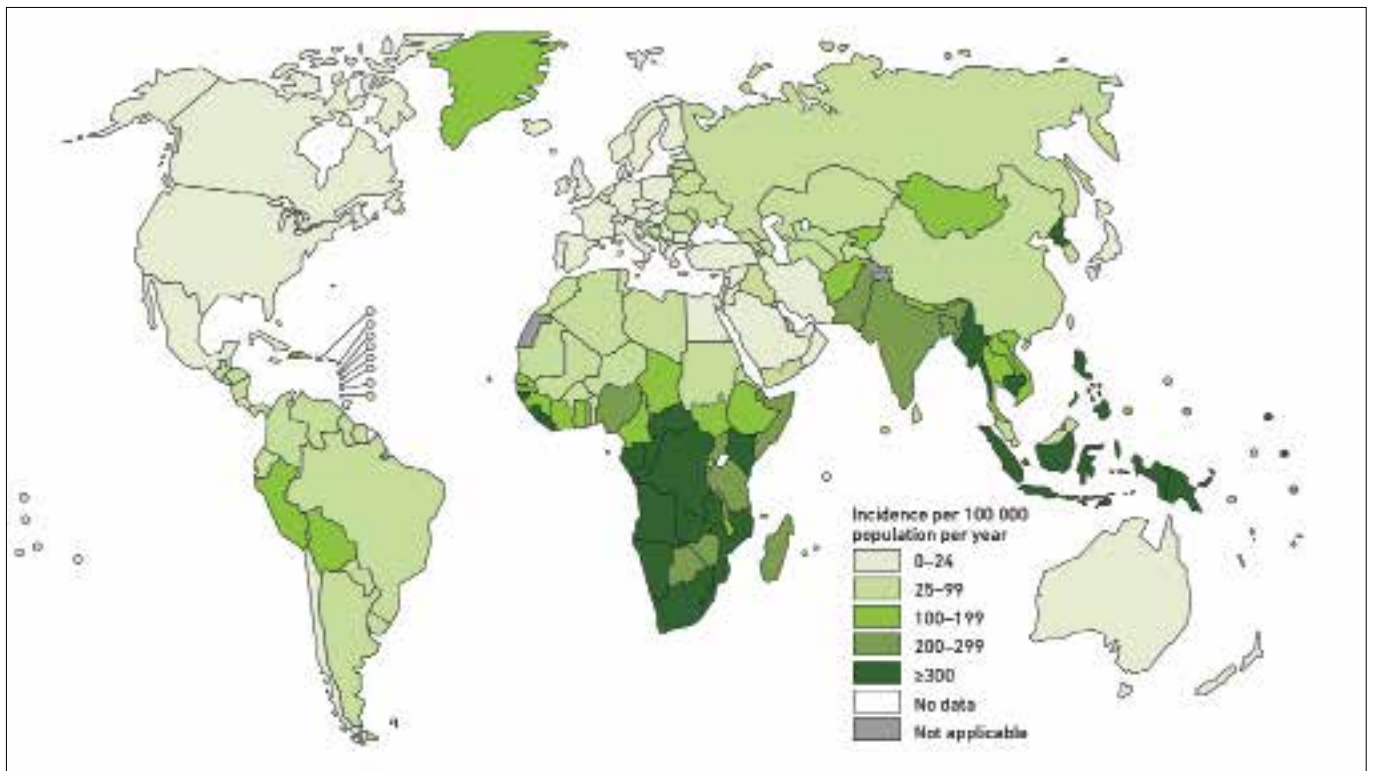 Incidence per 100 000
population per year
0–24
25–99
100–199
200–299
≥300
No data
Not applicable